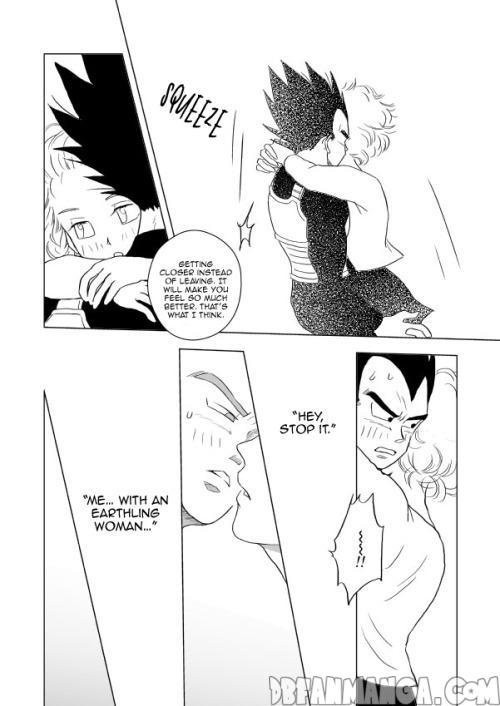 SQUEEZE
GETTING
CLOSER INSTEAD
OF LEAVING. IT
WILL MAKE YOU
FEEL SO MUCH
BETTER. THAT'S
WHAT I THINK.
"HEY,
STOP IT."
~!!
"ME... WITH AN
EARTHLING
WOMAN..."
DBFANMANGA.COM